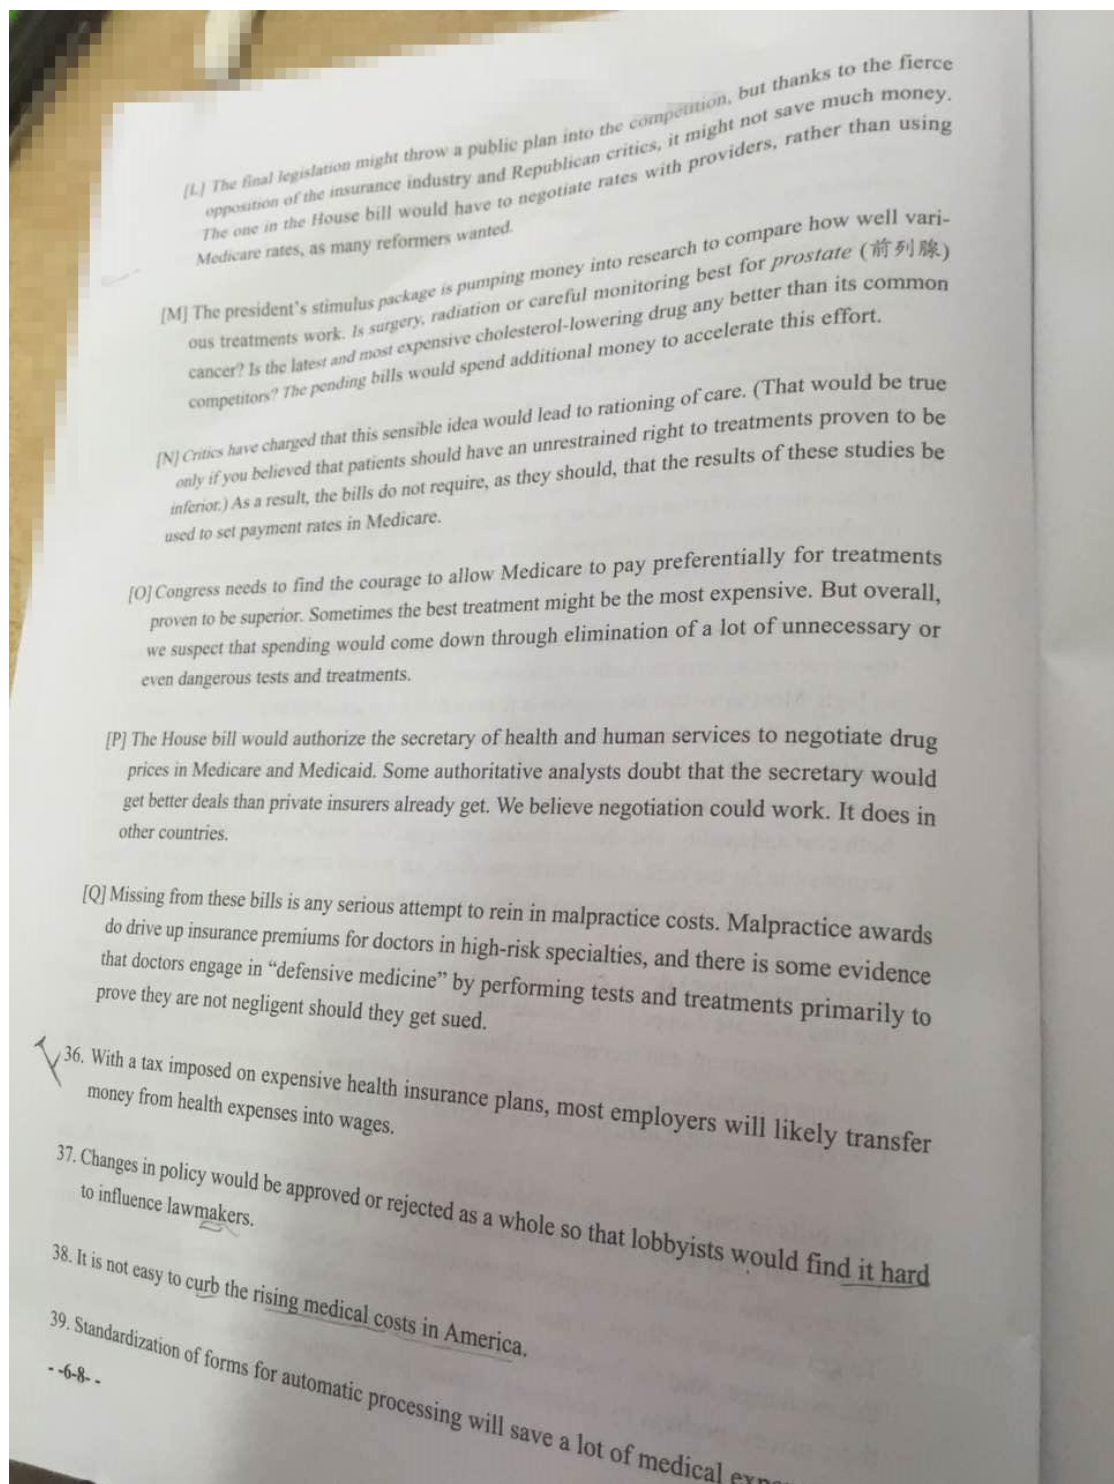 [L] The final legislation might throw a public plan into the competition, but thanks to the fierce
opposition of the insurance industry and Republican critics, it might not save much money.
The one in the House bill would have to negotiate rates with providers, rather than using
Medicare rates, as many reformers wanted.
[M] The president's stimulus package is pumping money into research to compare how well vari-
ous treatments work. Is surgery, radiation or careful monitoring best for prostate (前列腺)
cancer? Is the latest and most expensive cholesterol-lowering drug any better than its common
competitors? The pending bills would spend additional money to accelerate this effort.
[N] Critics have charged that this sensible idea would lead to rationing of care. (That would be true
only if you believed that patients should have an unrestrained right to treatments proven to be
inferior.) As a result, the bills do not require, as they should, that the results of these studies be
used to set payment rates in Medicare.
[O] Congress needs to find the courage to allow Medicare to pay preferentially for treatments
proven to be superior. Sometimes the best treatment might be the most expensive. But overall,
we suspect that spending would come down through elimination of a lot of unnecessary or
even dangerous tests and treatments.
[P] The House bill would authorize the secretary of health and human services to negotiate drug
prices in Medicare and Medicaid. Some authoritative analysts doubt that the secretary would
get better deals than private insurers already get. We believe negotiation could work. It does in
other countries.
[Q] Missing from these bills is any serious attempt to rein in malpractice costs. Malpractice awards
do drive up insurance premiums for doctors in high-risk specialties, and there is some evidence
that doctors engage in “defensive medicine” by performing tests and treatments primarily to
prove they are not negligent should they get sued.
36. With a tax imposed on expensive health insurance plans, most employers will likely transfer
money from health expenses into wages.
37. Changes in policy would be approved or rejected as a whole so that lobbyists would find it hard
to influence lawmakers.
38. It is not easy to curb the rising medical costs in America.
39. Standardization of forms for automatic processing will save a lot of medical
- -6-8- -